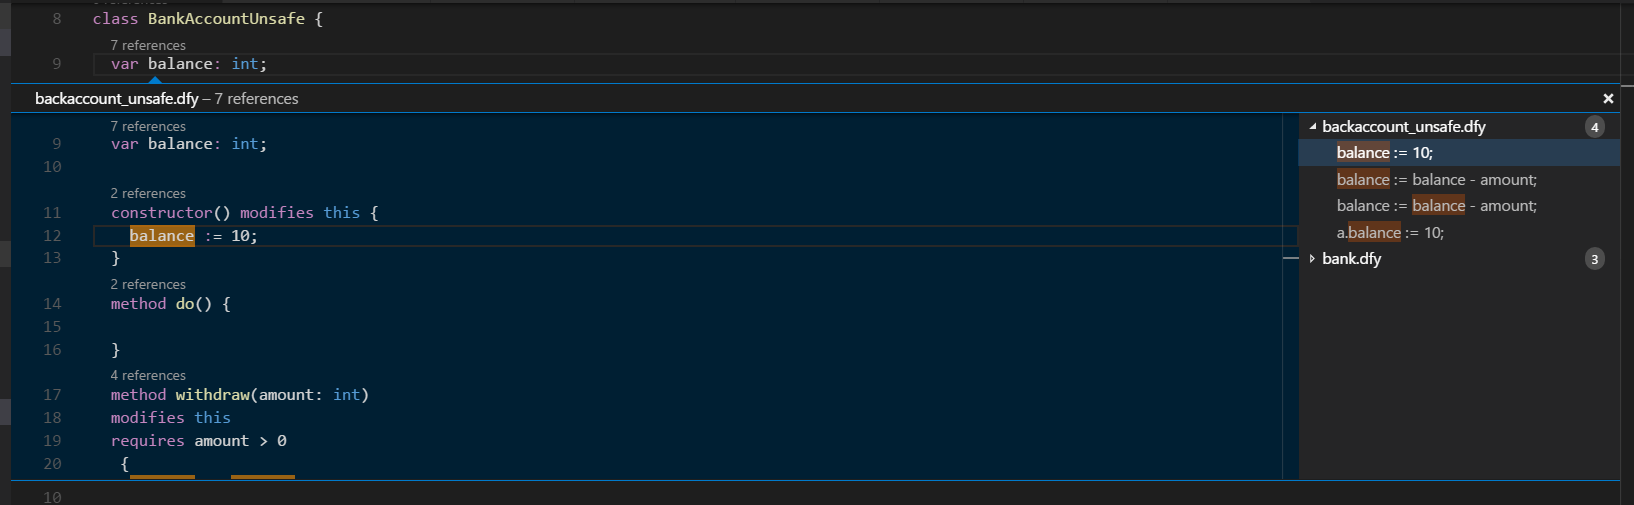 8 class BankAccountUnsafe {
7 references
9 var balance: int;
backaccount_unsafe.dfy – 7 references
7 references
9 var balance: int;
10
2 references
11 constructor() modifies this {
12 balance := 10;
13 }
2 references
14 method do() {
15
16 }
4 references
17 method withdraw(amount: int)
18 modifies this
19 requires amount > 0
20 {
backaccount_unsafe.dfy 4
balance := 10;
balance := balance - amount;
balance := balance - amount;
a.balance := 10;
bank.dfy 3
10